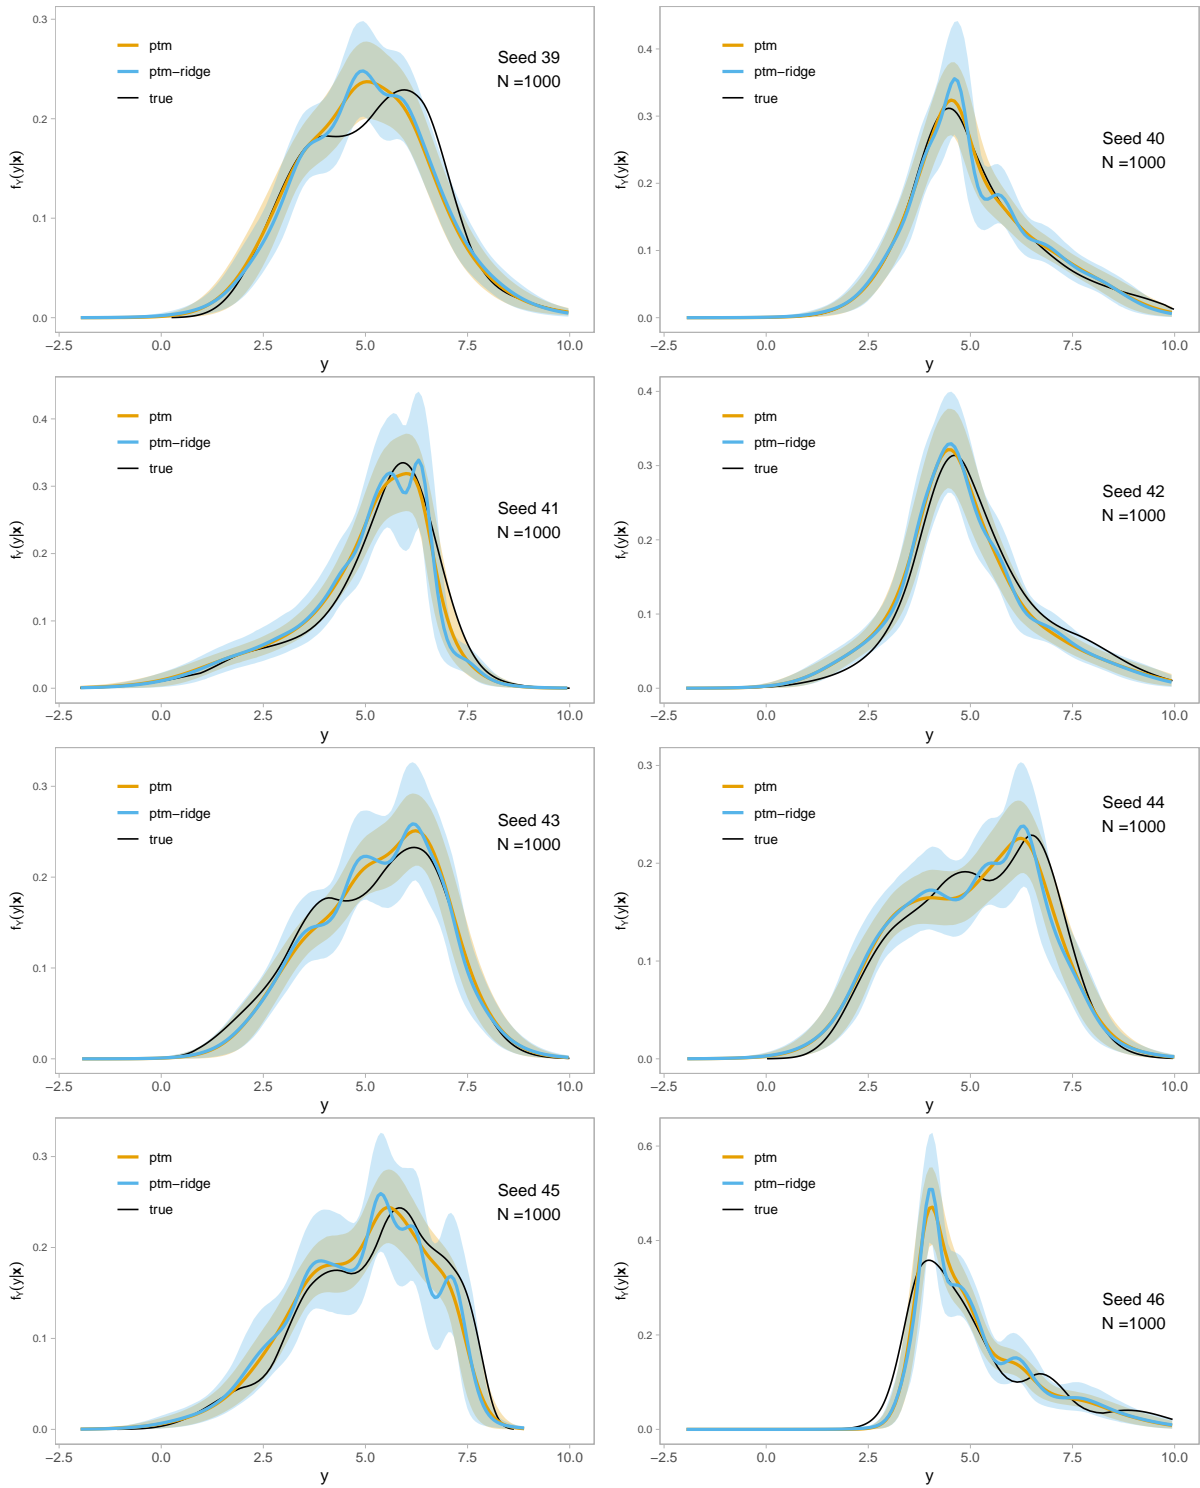 0.3
0.2
0.1
0.0
f_Y(y|x)
ptm
ptm−ridge
true
Seed 39
N =1000
−2.5 0.0 2.5 5.0 7.5 10.0
y
0.4
0.3
0.2
0.1
0.0
f_Y(y|x)
ptm
ptm−ridge
true
Seed 40
N =1000
−2.5 0.0 2.5 5.0 7.5 10.0
y
0.4
0.3
0.2
0.1
0.0
f_Y(y|x)
ptm
ptm−ridge
true
Seed 41
N =1000
−2.5 0.0 2.5 5.0 7.5 10.0
y
0.4
0.3
0.2
0.1
0.0
f_Y(y|x)
ptm
ptm−ridge
true
Seed 42
N =1000
−2.5 0.0 2.5 5.0 7.5 10.0
y
0.3
0.2
0.1
0.0
f_Y(y|x)
ptm
ptm−ridge
true
Seed 43
N =1000
−2.5 0.0 2.5 5.0 7.5 10.0
y
0.3
0.2
0.1
0.0
f_Y(y|x)
ptm
ptm−ridge
true
Seed 44
N =1000
−2.5 0.0 2.5 5.0 7.5 10.0
y
0.3
0.2
0.1
0.0
f_Y(y|x)
ptm
ptm−ridge
true
Seed 45
N =1000
−2.5 0.0 2.5 5.0 7.5 10.0
y
0.6
0.4
0.2
0.0
f_Y(y|x)
ptm
ptm−ridge
true
Seed 46
N =1000
−2.5 0.0 2.5 5.0 7.5 10.0
y